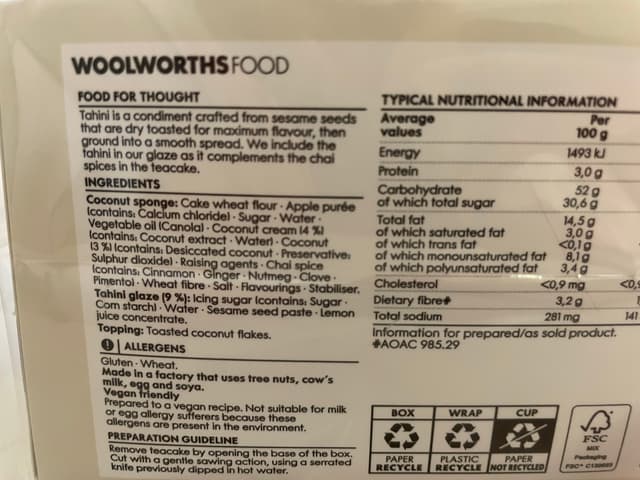 WOOLWORTHS FOOD
FOOD FOR THOUGHT
Tahini is a condiment crafted from sesame seeds
that are dry toasted for maximum flavour, then
ground into a smooth spread. We include the
tahini in our glaze as it complements the chai
spices in the teacake.
INGREDIENTS
Coconut sponge: Cake wheat flour · Apple purée
(contains: Calcium chloride) · Sugar · Water ·
Vegetable oil (Canola) · Coconut cream (4 %)
(contains: Coconut extract · Water) · Coconut
(3 %) (contains: Desiccated coconut · Preservative:
Sulphur dioxide) · Raising agents · Chai spice
(contains: Cinnamon · Ginger · Nutmeg · Clove ·
Pimento) · Wheat fibre · Salt · Flavourings · Stabiliser.
Tahini glaze (9 %): Icing sugar (contains: Sugar ·
Corn starch) · Water · Sesame seed paste · Lemon
juice concentrate.
Topping: Toasted coconut flakes.
! ALLERGENS
Gluten · Wheat.
Made in a factory that uses tree nuts, cow's
milk, egg and soya.
Vegan friendly
Prepared to a vegan recipe. Not suitable for milk
or egg allergy sufferers because these
allergens are present in the environment.
PREPARATION GUIDELINE
Remove teacake by opening the base of the box.
Cut with a gentle sawing action, using a serrated
knife previously dipped in hot water.
TYPICAL NUTRITIONAL INFORMATION
Average Per
values 100 g
Energy 1493 kJ
Protein 3,0 g
Carbohydrate 52 g
of which total sugar 30,6 g
Total fat 14,5 g
of which saturated fat 3,0 g
of which trans fat <0,1 g
of which monounsaturated fat 8,1 g
of which polyunsaturated fat 3,4 g
Cholesterol <0,9 mg <0,
Dietary fibre‡ 3,2 g
Total sodium 281 mg 141
Information for prepared/as sold product.
‡AOAC 985.29
BOX WRAP CUP
PAPER PLASTIC PAPER
RECYCLE RECYCLE NOT RECYCLED
FSC
MIX
Packaging